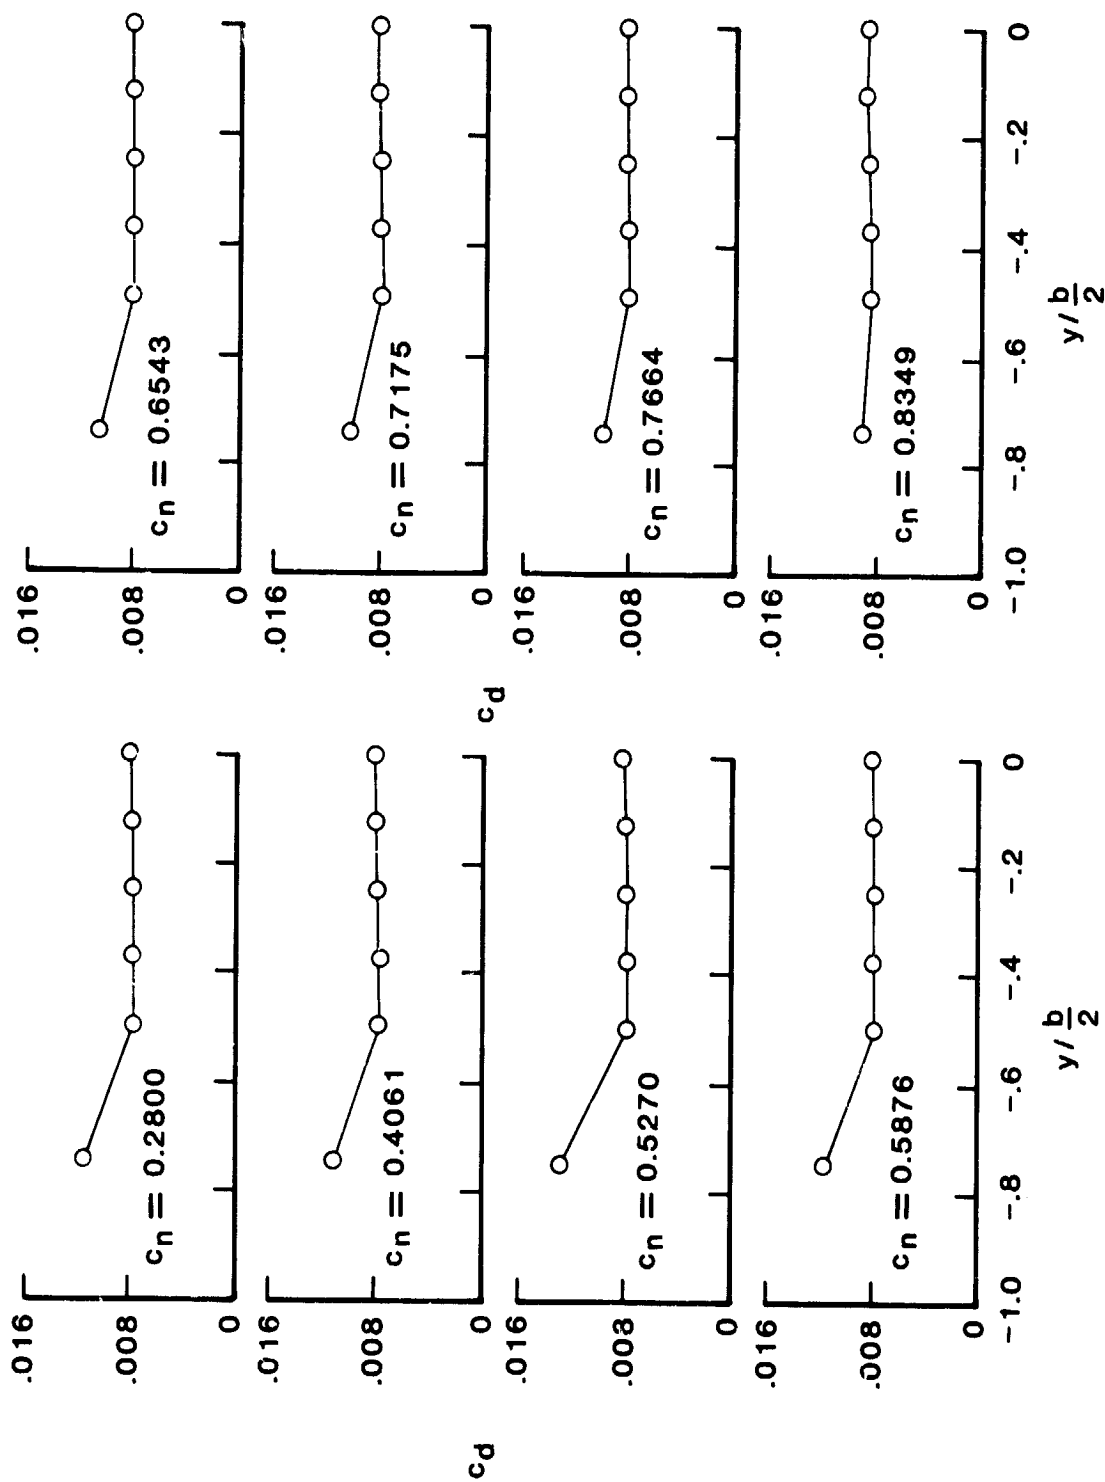 c_d
.016
.008
0
c_n = 0.2800
.016
.008
0
c_n = 0.4061
.016
.008
0
c_n = 0.5270
.016
.008
0
c_n = 0.5876
-1.0 -.8 -.6 -.4 -.2 0
y/b/2
c_d
.016
.008
0
c_n = 0.6543
.016
.008
0
c_n = 0.7175
.016
.008
0
c_n = 0.7664
.016
.008
0
c_n = 0.8349
-1.0 -.8 -.6 -.4 -.2 0
y/b/2